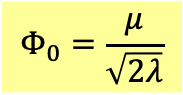 Φ₀ = μ / √2λ